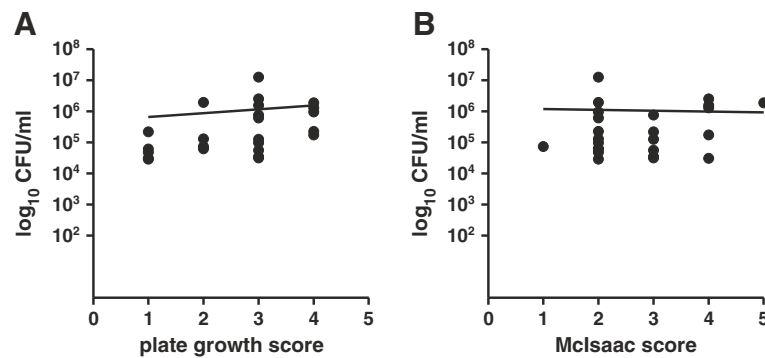 A
log₁₀ CFU/ml
10⁸
10⁷
10⁶
10⁵
10⁴
10³
10²
0 1 2 3 4 5
plate growth score
B
log₁₀ CFU/ml
10⁸
10⁷
10⁶
10⁵
10⁴
10³
10²
0 1 2 3 4 5
McIsaac score